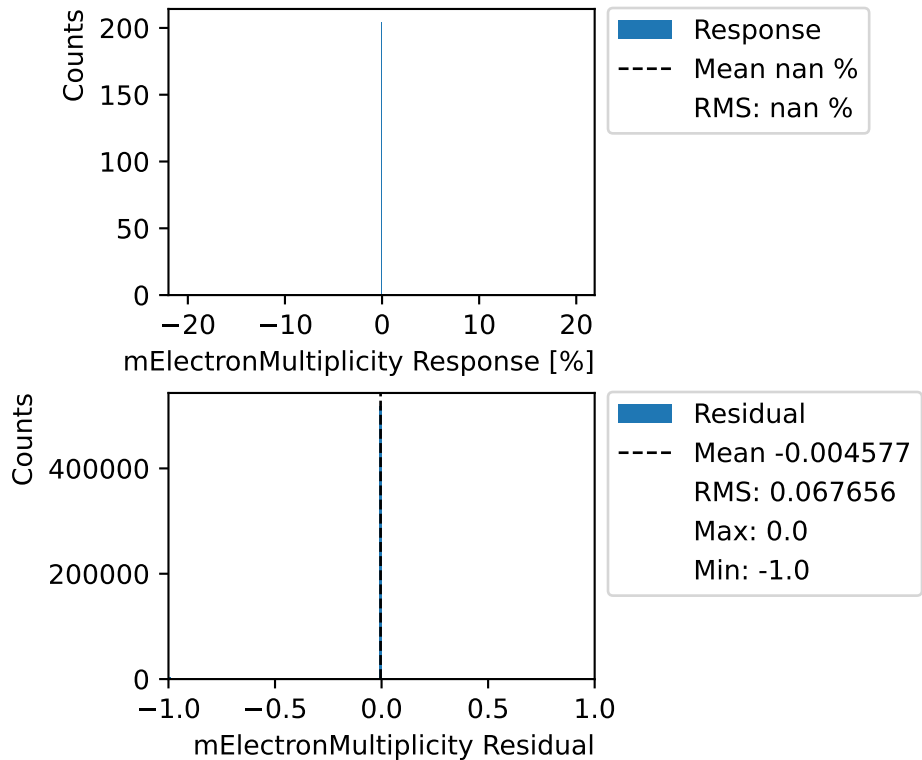 Counts
200
150
100
50
0
−20 −10 0 10 20
mElectronMultiplicity Response [%]
Response
Mean nan %
RMS: nan %
Counts
400000
200000
0
−1.0 −0.5 0.0 0.5 1.0
mElectronMultiplicity Residual
Residual
Mean -0.004577
RMS: 0.067656
Max: 0.0
Min: -1.0